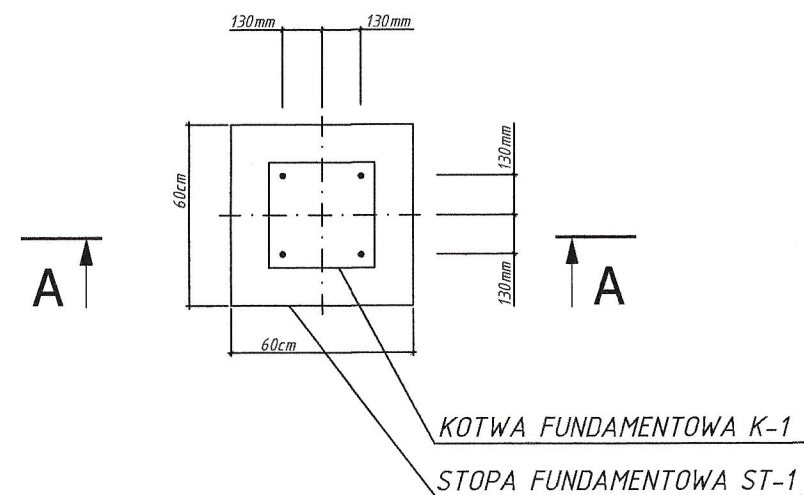 130mm
130mm
60cm
130mm
130mm
A
A
60cm
KOTWA FUNDAMENTOWA K-1
STOPA FUNDAMENTOWA ST-1